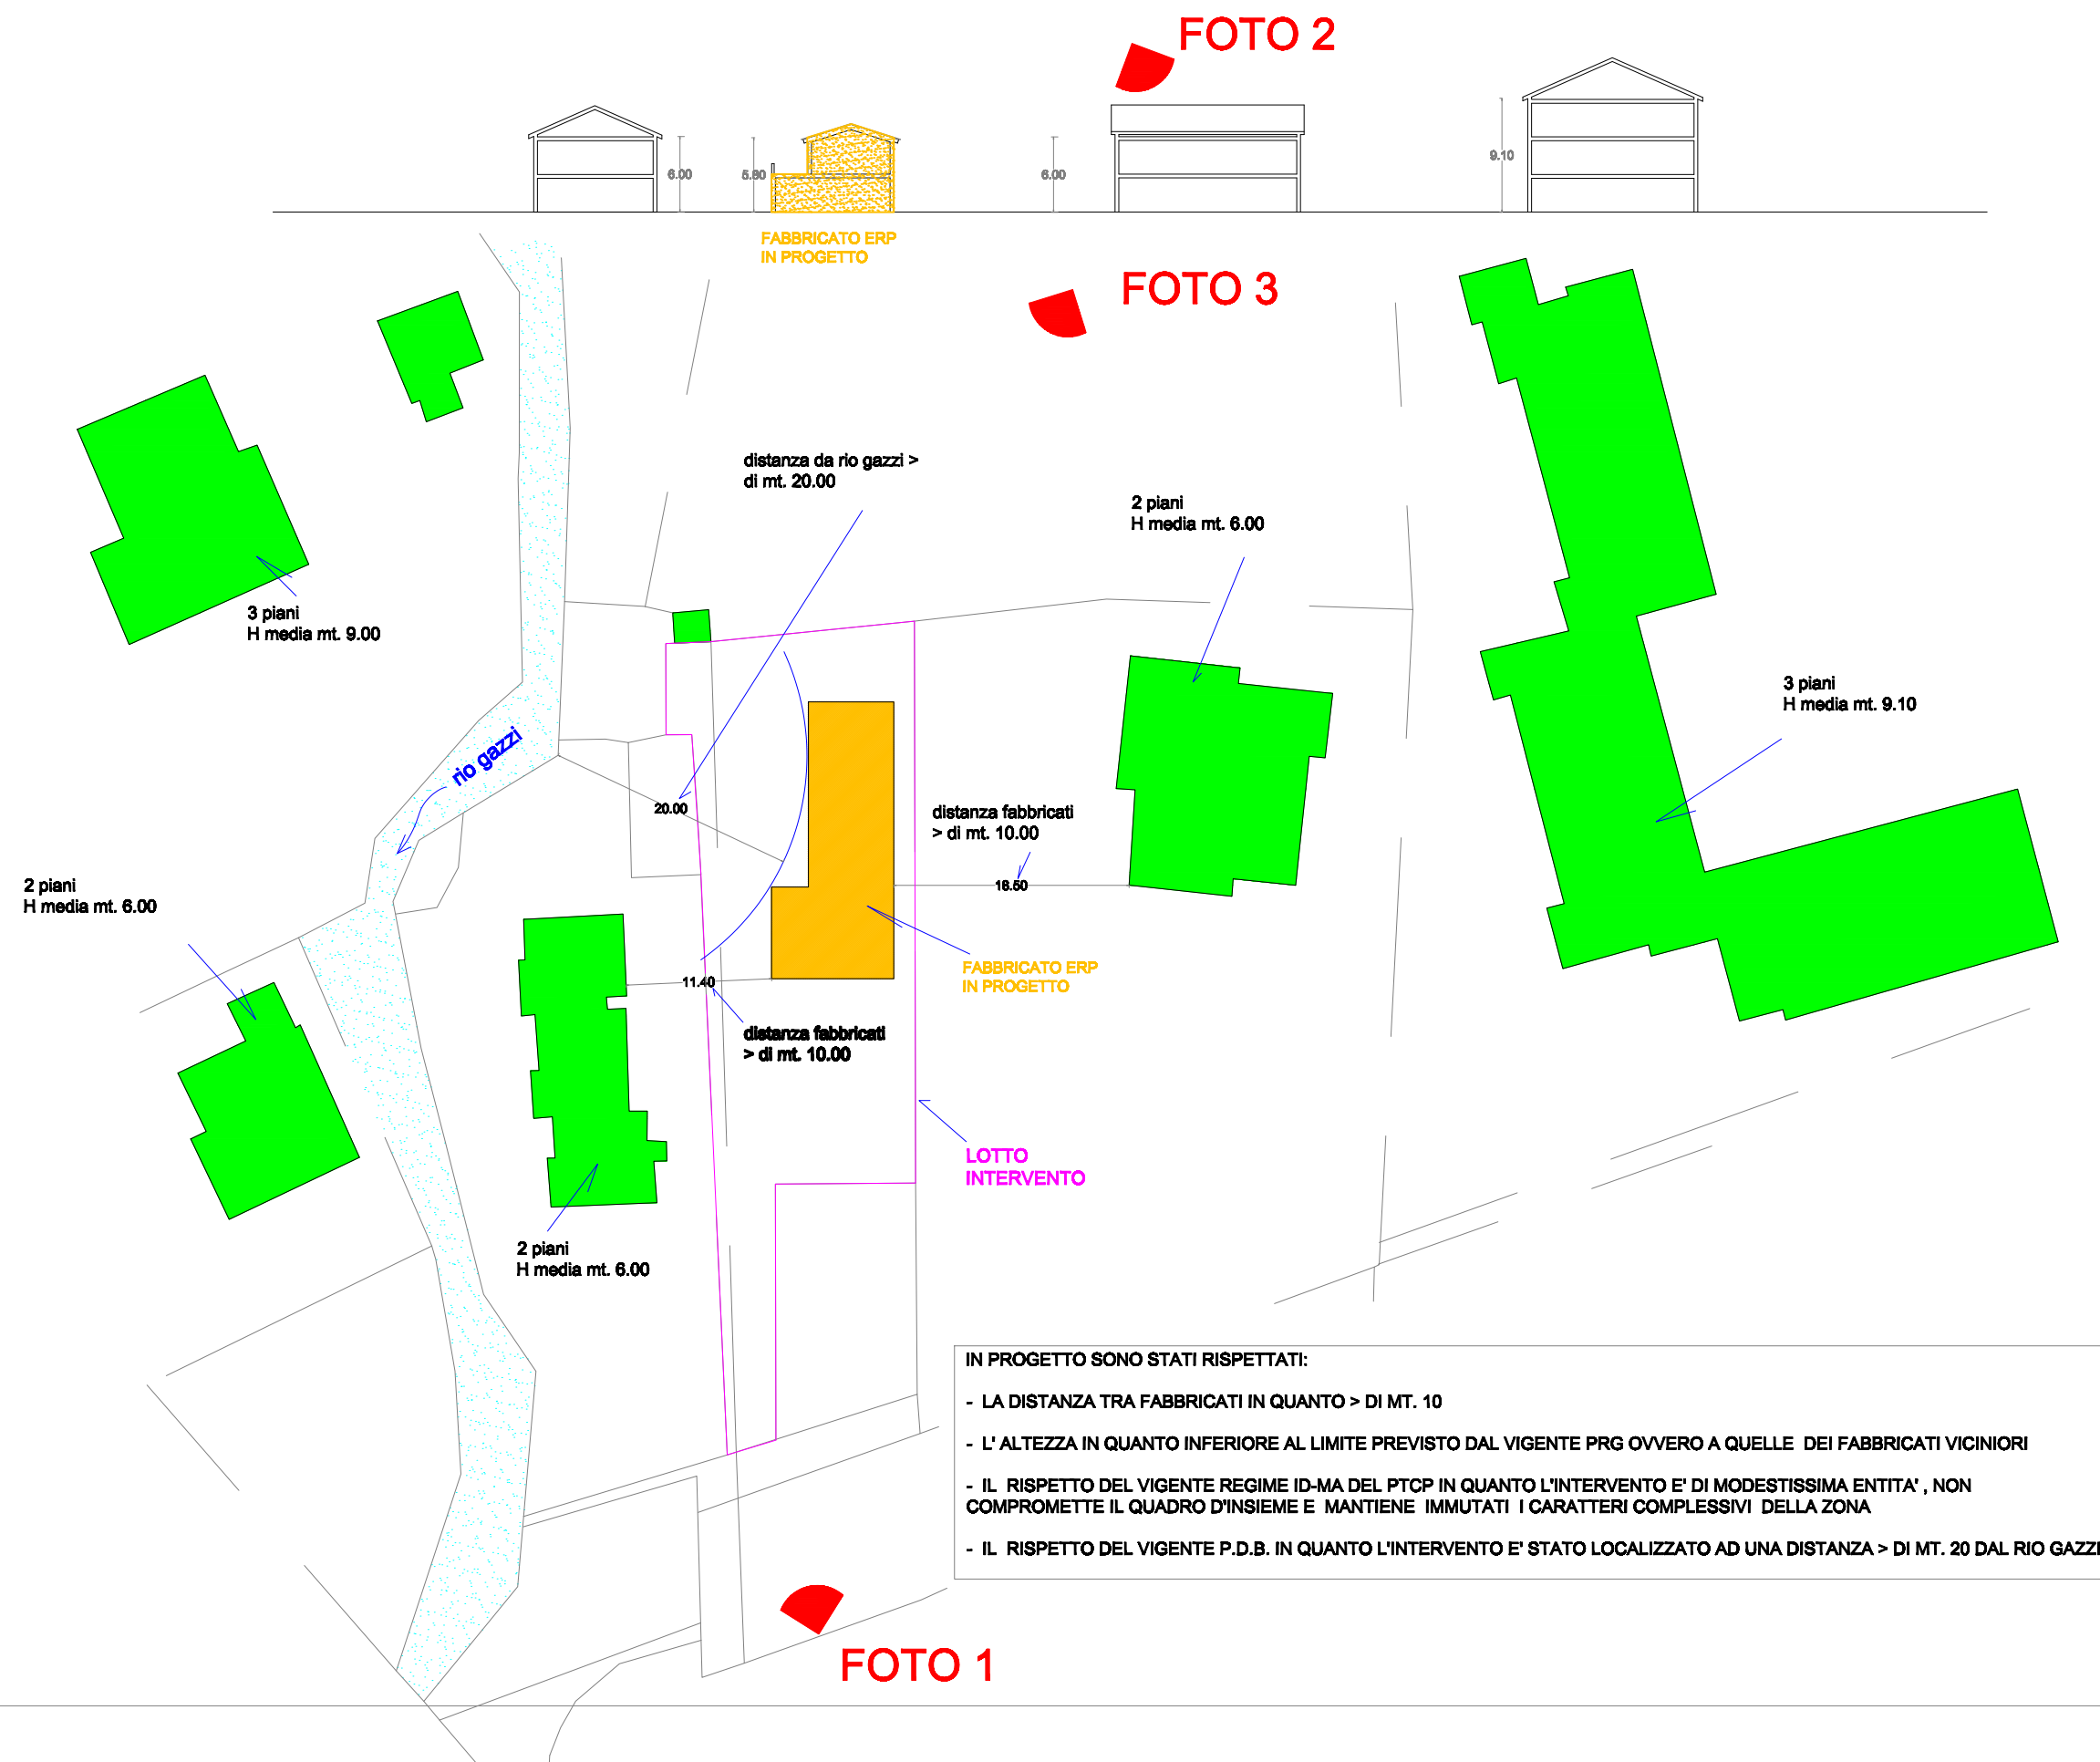 FOTO 2
6.00
5.80
6.00
9.10
FABBRICATO ERP
IN PROGETTO
FOTO 3
distanza da rio gazzi >
di mt. 20.00
2 piani
H media mt. 6.00
3 piani
H media mt. 9.00
3 piani
H media mt. 9.10
rio gazzi
20.00
distanza fabbricati
> di mt. 10.00
18.50
2 piani
H media mt. 6.00
FABBRICATO ERP
IN PROGETTO
11.40
distanza fabbricati
> di mt. 10.00
LOTTO
INTERVENTO
2 piani
H media mt. 6.00
IN PROGETTO SONO STATI RISPETTATI:
- LA DISTANZA TRA FABBRICATI IN QUANTO > DI MT. 10
- L' ALTEZZA IN QUANTO INFERIORE AL LIMITE PREVISTO DAL VIGENTE PRG OVVERO A QUELLE DEI FABBRICATI VICINIORI
- IL RISPETTO DEL VIGENTE REGIME ID-MA DEL PTCP IN QUANTO L'INTERVENTO E' DI MODESTISSIMA ENTITA' , NON
COMPROMETTE IL QUADRO D'INSIEME E MANTIENE IMMUTATI I CARATTERI COMPLESSIVI DELLA ZONA
- IL RISPETTO DEL VIGENTE P.D.B. IN QUANTO L'INTERVENTO E' STATO LOCALIZZATO AD UNA DISTANZA > DI MT. 20 DAL RIO GAZZI
FOTO 1